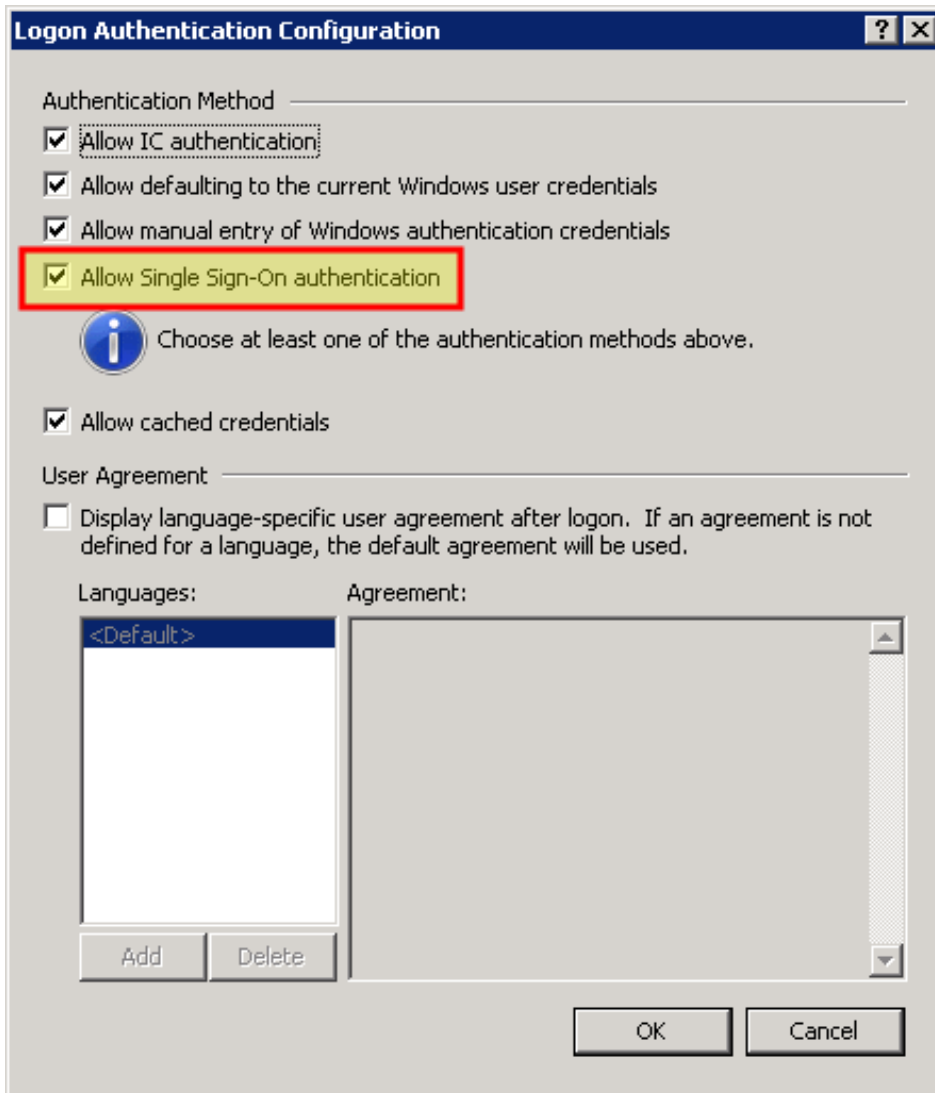 Logon Authentication Configuration
Authentication Method
Allow IC authentication
Allow defaulting to the current Windows user credentials
Allow manual entry of Windows authentication credentials
Allow Single Sign-On authentication
Choose at least one of the authentication methods above.
Allow cached credentials
User Agreement
Display language-specific user agreement after logon.  If an agreement is not
defined for a language, the default agreement will be used.
Languages: Agreement:
<Default>
Add Delete
OK Cancel